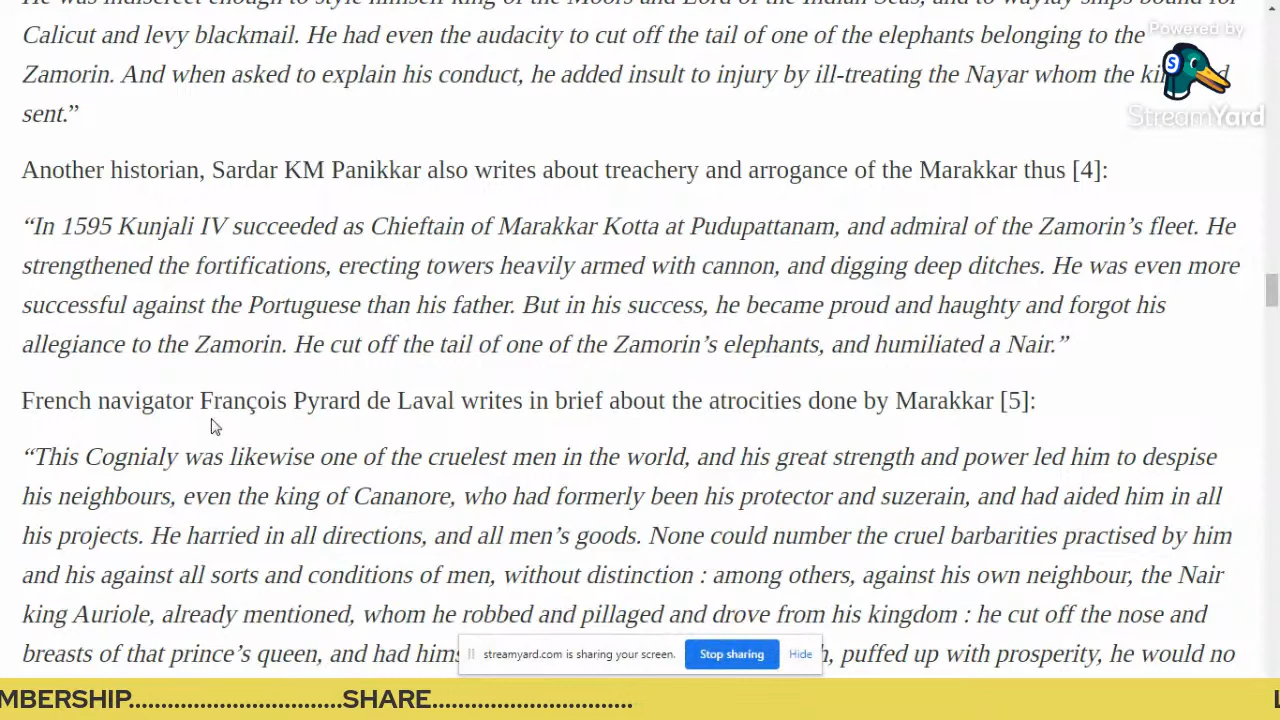 Calicut and levy blackmail. He had even the audacity to cut off the tail of one of the elephants belonging to the
Powered by
StreamYard
Zamorin. And when asked to explain his conduct, he added insult to injury by ill-treating the Nayar whom the
sent.”
Another historian, Sardar KM Panikkar also writes about treachery and arrogance of the Marakkar thus [4]:
“In 1595 Kunjali IV succeeded as Chieftain of Marakkar Kotta at Pudupattanam, and admiral of the Zamorin’s fleet. He
strengthened the fortifications, erecting towers heavily armed with cannon, and digging deep ditches. He was even more
successful against the Portuguese than his father. But in his success, he became proud and haughty and forgot his
allegiance to the Zamorin. He cut off the tail of one of the Zamorin’s elephants, and humiliated a Nair.”
French navigator François Pyrard de Laval writes in brief about the atrocities done by Marakkar [5]:
“This Cognialy was likewise one of the cruelest men in the world, and his great strength and power led him to despise
his neighbours, even the king of Cananore, who had formerly been his protector and suzerain, and had aided him in all
his projects. He harried in all directions, and all men’s goods. None could number the cruel barbarities practised by him
and his against all sorts and conditions of men, without distinction : among others, against his own neighbour, the Nair
king Auriole, already mentioned, whom he robbed and pillaged and drove from his kingdom : he cut off the nose and
breasts of that prince’s queen, and had
puffed up with prosperity, he would no
streamyard.com is sharing your screen.
Stop sharing
Hide
MBERSHIP.................................SHARE................................